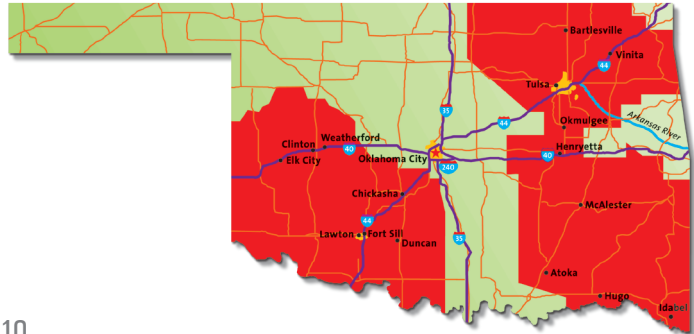 Bartlesville
Vinita
44
Tulsa
35
44
Arkansas River
Okmulgee
Weatherford
Clinton
40
Henryetta
Elk City
Oklahoma City
40
240
Chickasha
McAlester
44
Lawton
Fort Sill
35
Duncan
Atoka
Hugo
Idabel
10